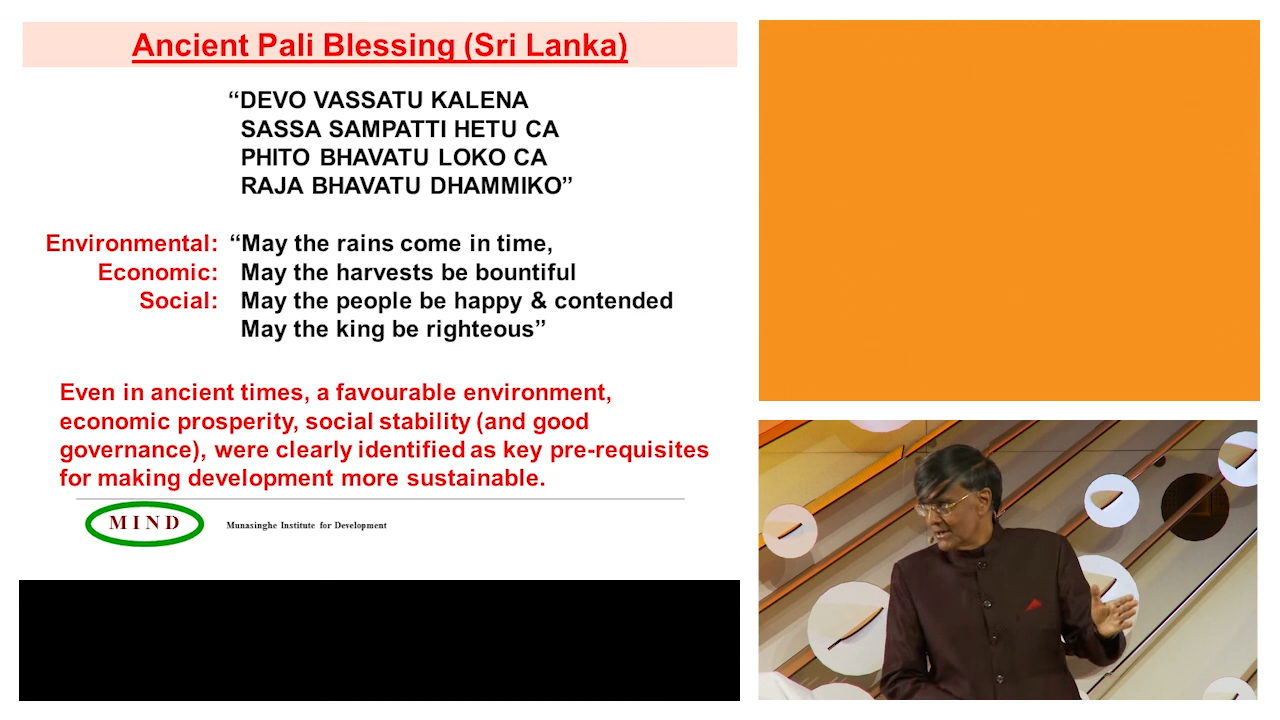 Ancient Pali Blessing (Sri Lanka)
“DEVO VASSATU KALENA
SASSA SAMPATTI HETU CA
PHITO BHAVATU LOKO CA
RAJA BHAVATU DHAMMIKO”
Environmental: “May the rains come in time,
Economic: May the harvests be bountiful
Social: May the people be happy & contended
May the king be righteous”
Even in ancient times, a favourable environment,
economic prosperity, social stability (and good
governance), were clearly identified as key pre-requisites
for making development more sustainable.
MIND Munasinghe Institute for Development